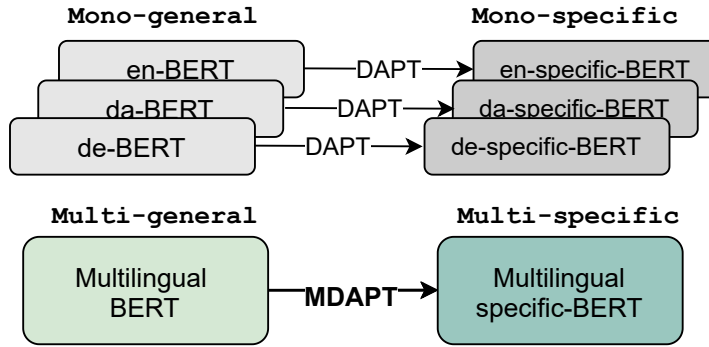 Mono-general Mono-specific
en-BERT DAPT en-specific-BERT
da-BERT DAPT da-specific-BERT
de-BERT DAPT de-specific-BERT
Multi-general Multi-specific
Multilingual
BERT
MDAPT
Multilingual
specific-BERT